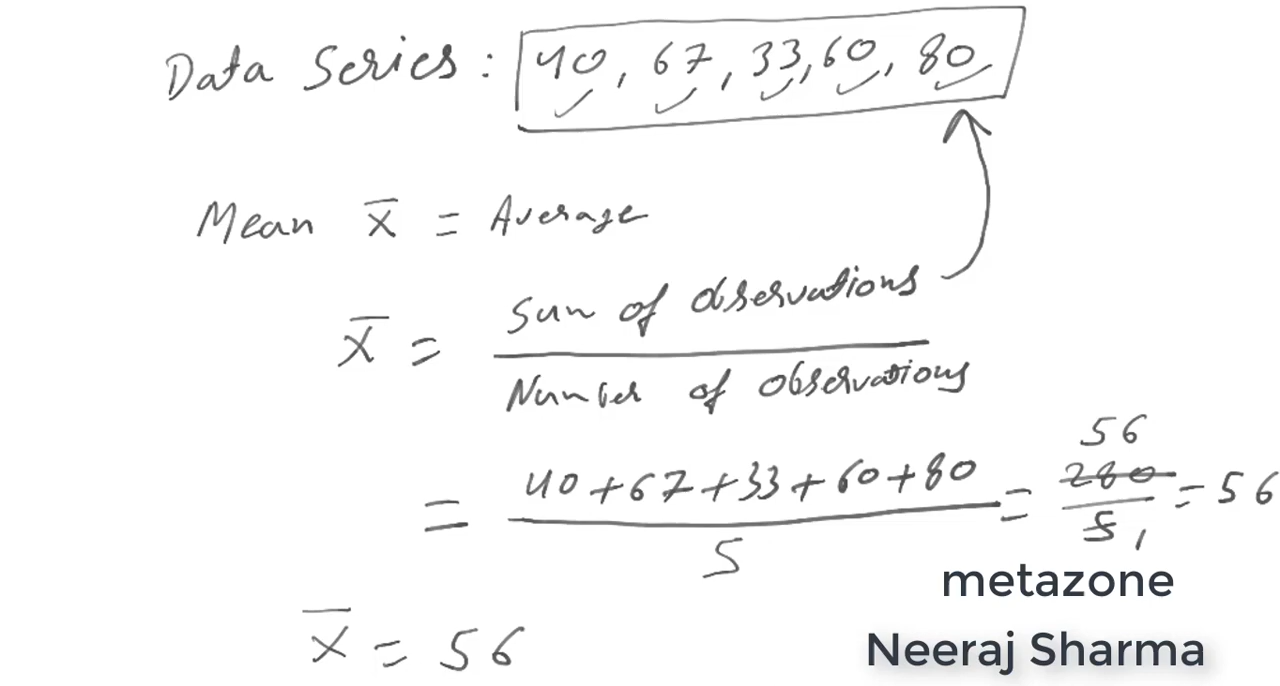 Data Series : 40, 67, 33, 60, 80
Mean x̄ = Average
x̄ = Sum of observations
Number of observations
= 40+67+33+60+80 = 280 = 56
5
56
5 1
x̄ = 56
metazone
Neeraj Sharma